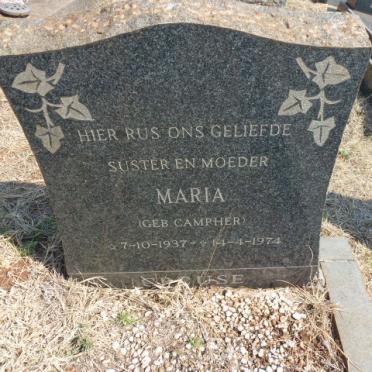 HIER RUS ONS GELIEFDE
SUSTER EN MOEDER
MARIA
(GEB CAMPHER)
☆ 7-10-1937 - ✝ 14-4-1974